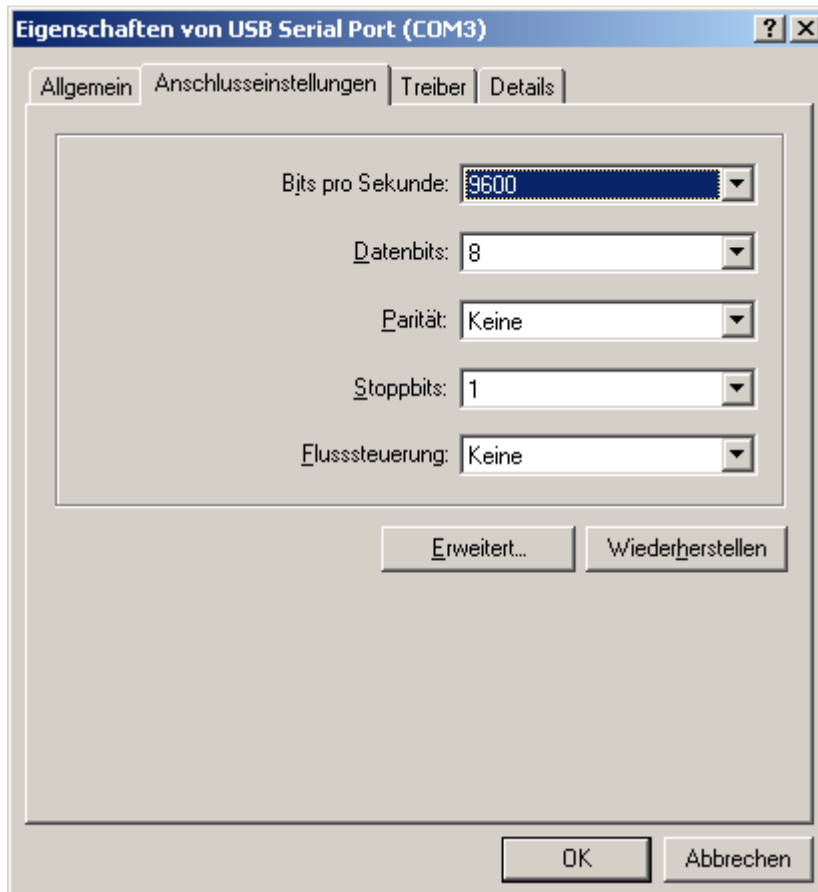 Eigenschaften von USB Serial Port (COM3)
Allgemein Anschlusseinstellungen Treiber Details
Bits pro Sekunde: 9600
Datenbits: 8
Parität: Keine
Stoppbits: 1
Flusssteuerung: Keine
Erweitert... Wiederherstellen
OK Abbrechen